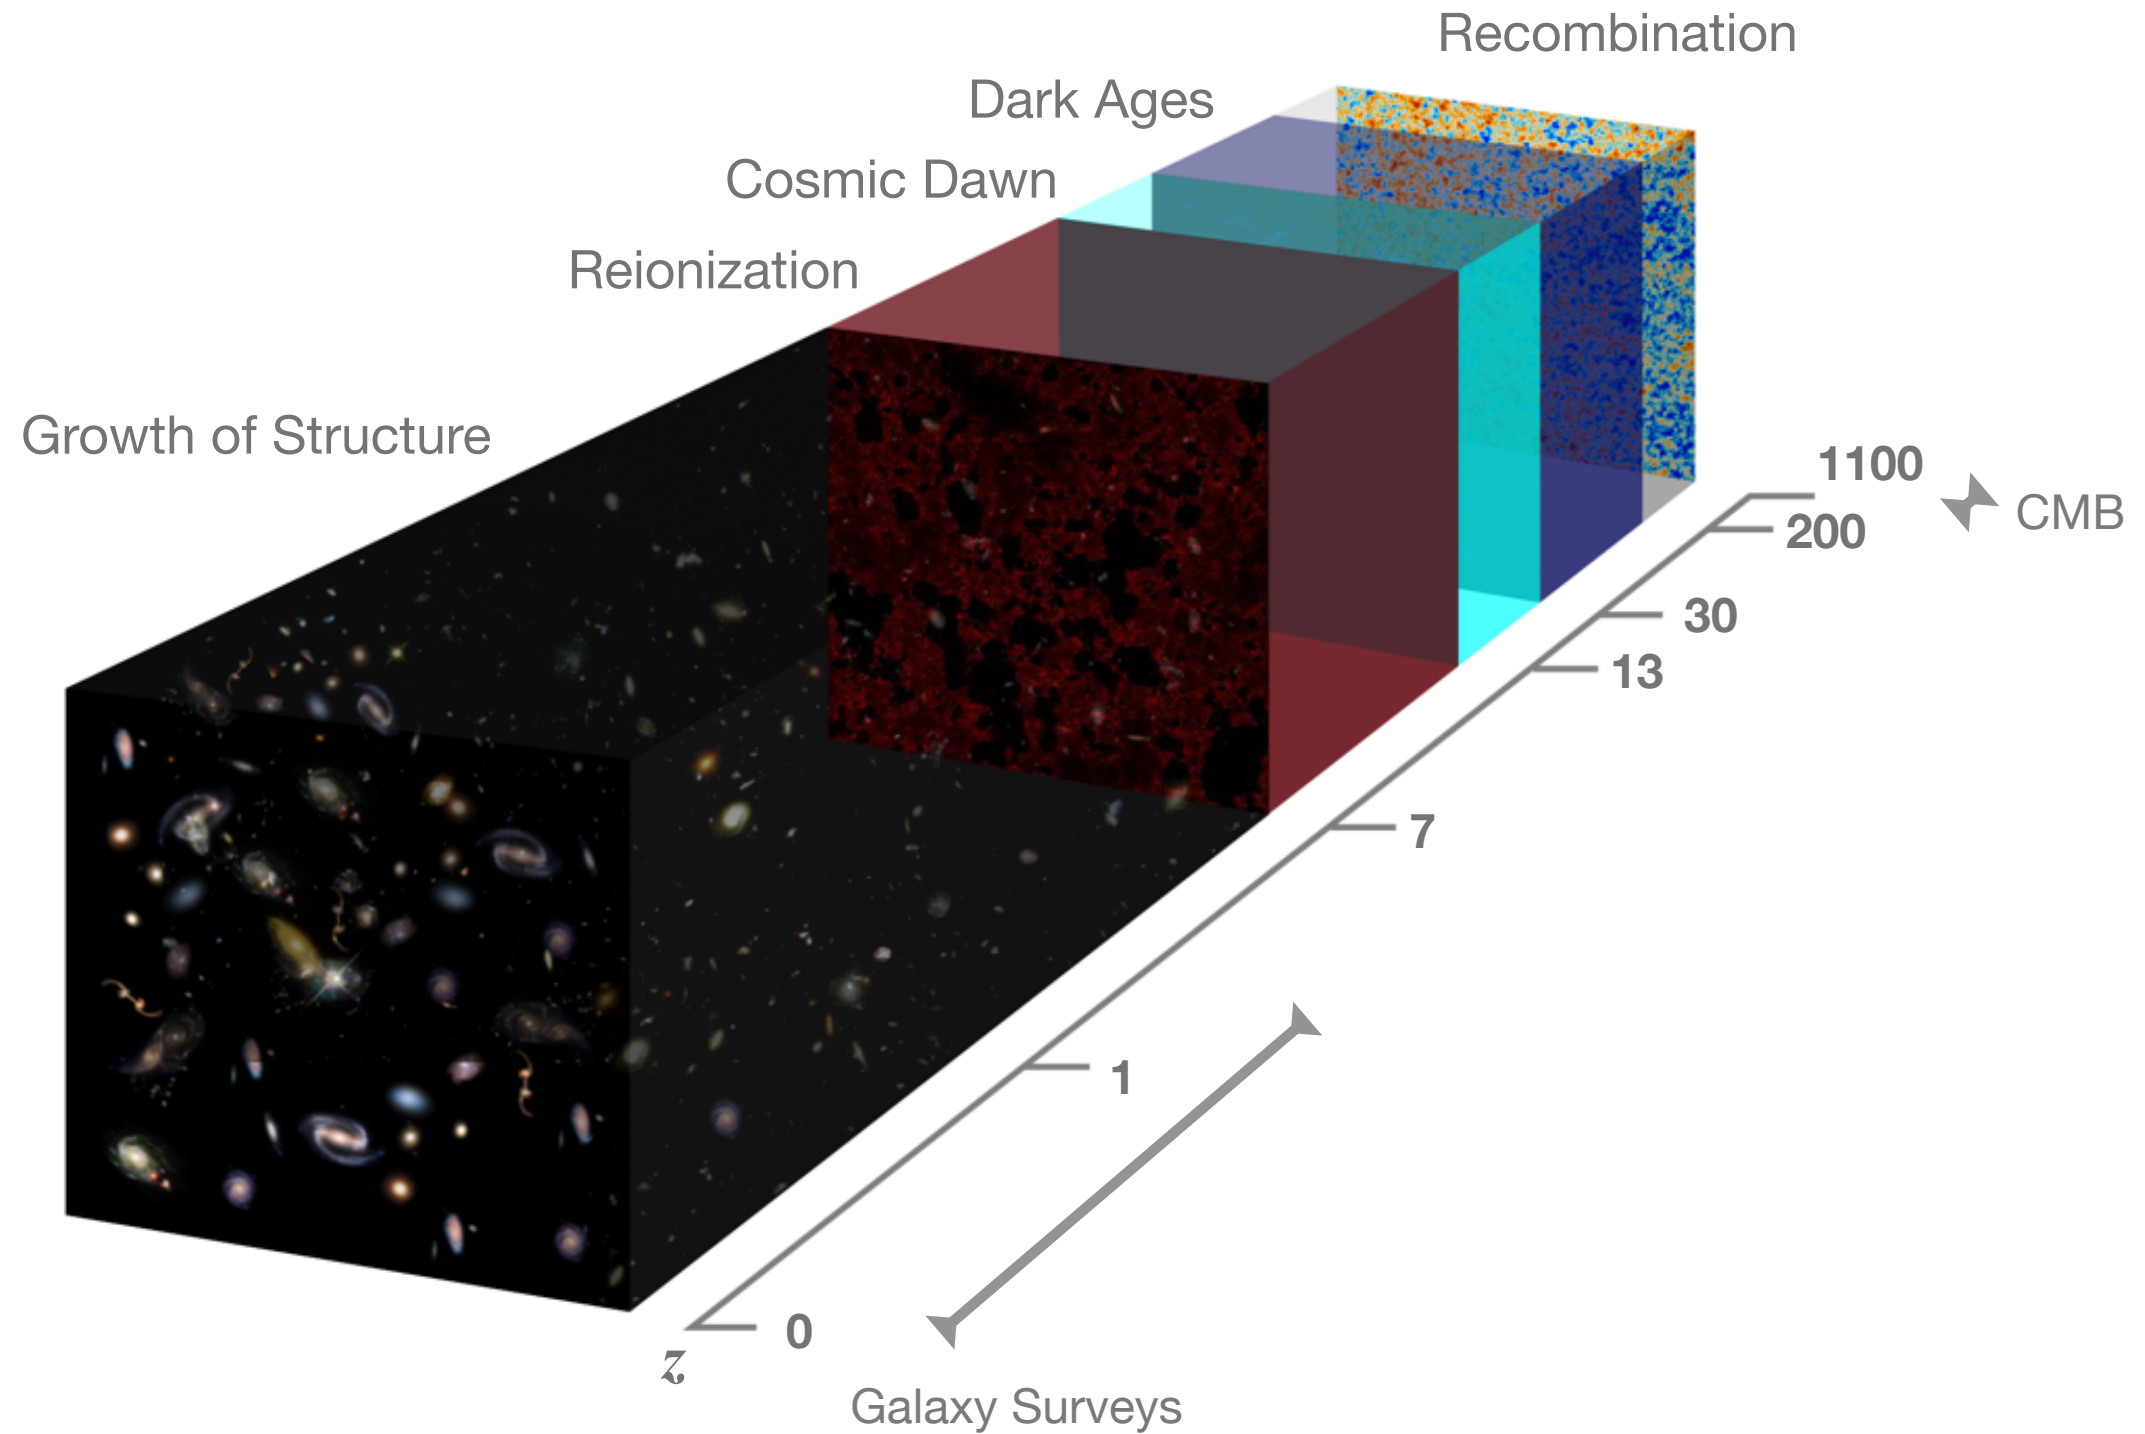 Recombination
Dark Ages
Cosmic Dawn
Reionization
Growth of Structure
1100
CMB
200
30
13
7
1
0
z
Galaxy Surveys